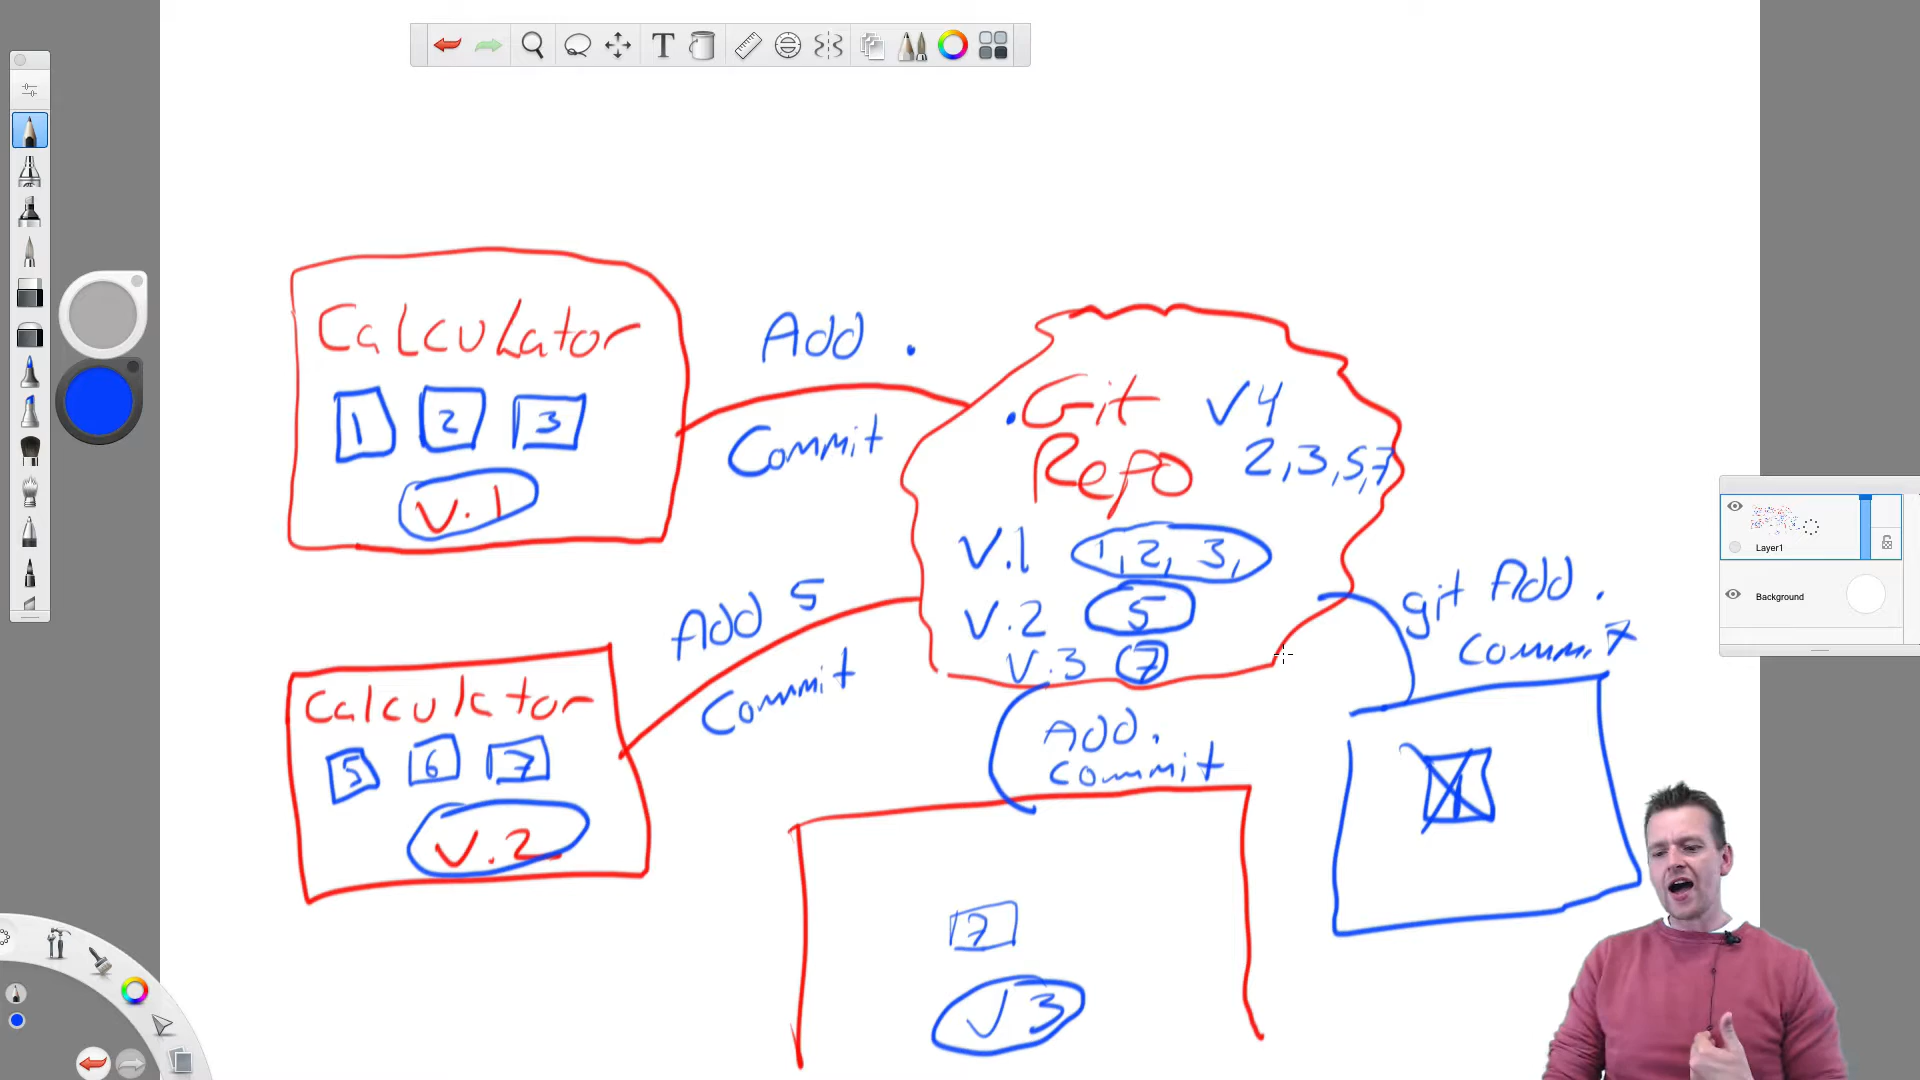 Calculator
1 2 3
V.1
Add .
Commit
.Git
Repo
V4
2,3,5,7
V.1 1,2,3,
V.2 5
V.3 7
Calculator
5 6 7
V.2
Add 5
Commit
git Add .
Commit
Add .
Commit
7
V3
1
T
Layer1
Background